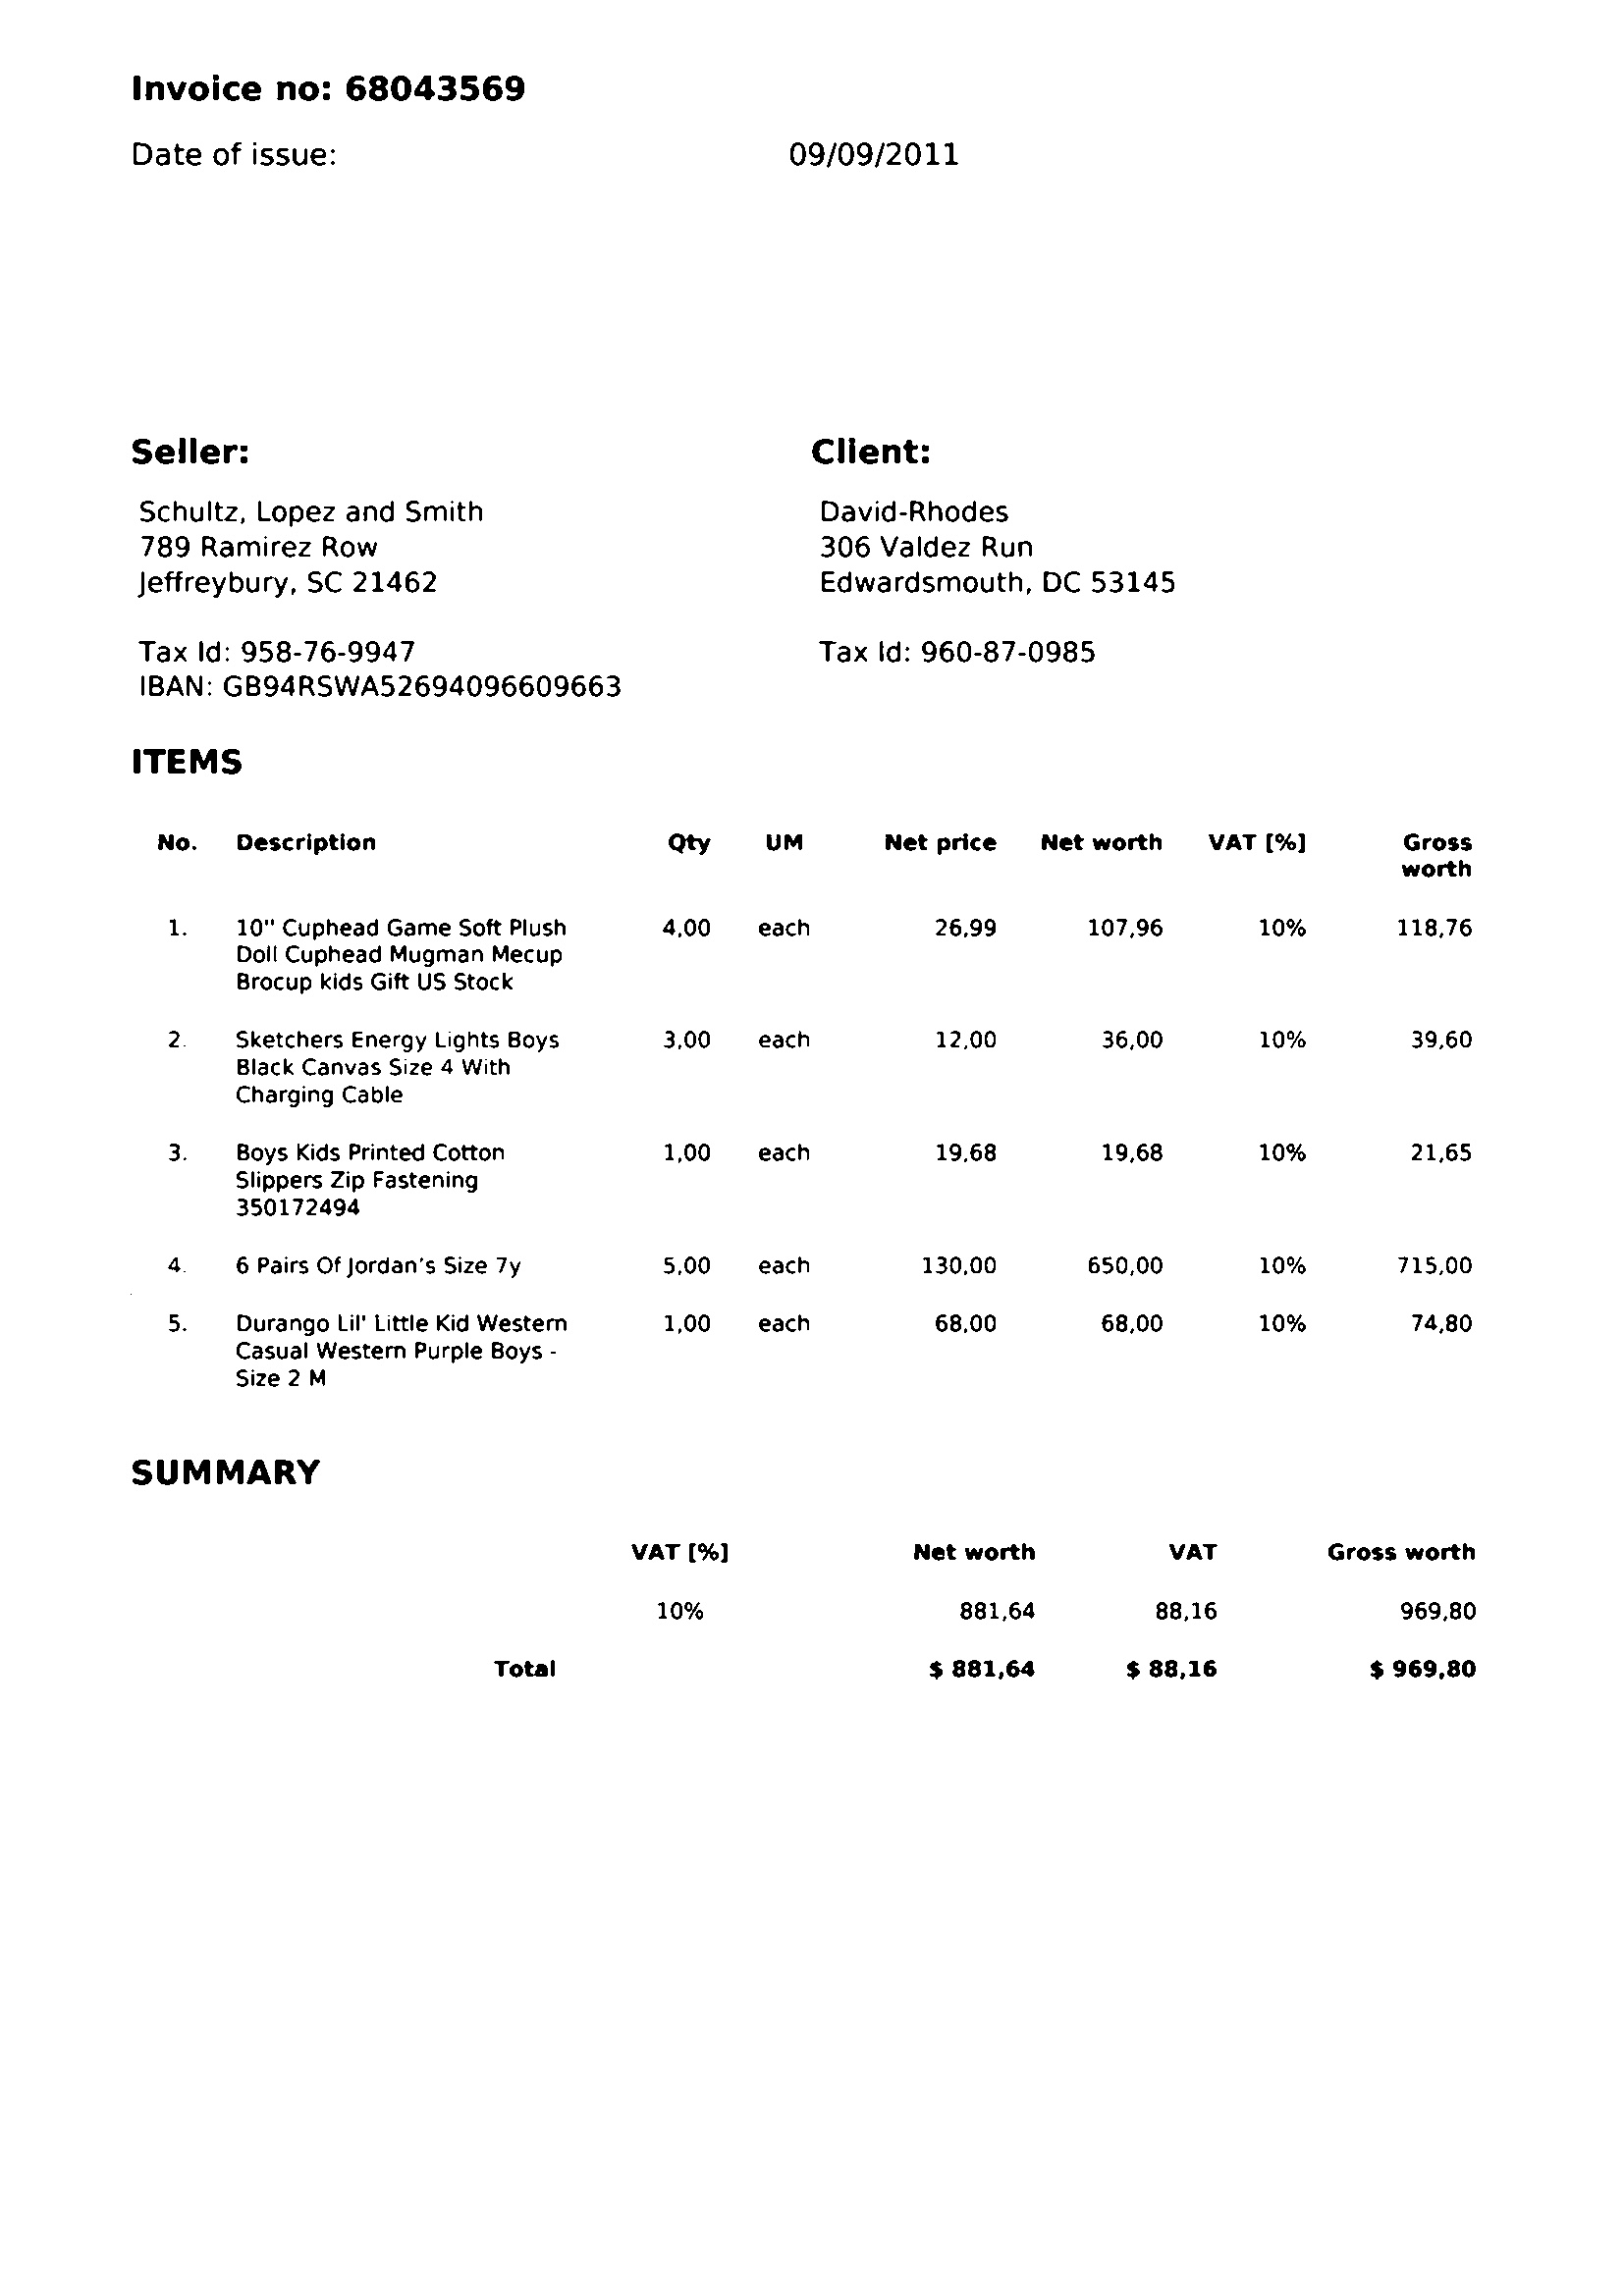 Invoice no: 68043569
Date of issue: 09/09/2011
Seller: Client:
Schultz, Lopez and Smith David-Rhodes
789 Ramirez Row 306 Valdez Run
Jeffreybury, SC 21462 Edwardsmouth, DC 53145
Tax Id: 958-76-9947 Tax Id: 960-87-0985
IBAN: GB94RSWA52694096609663
ITEMS
No. Description Qty UM Net price Net worth VAT [%] Gross
worth
1. 10" Cuphead Game Soft Plush 4,00 each 26,99 107,96 10% 118,76
Doll Cuphead Mugman Mecup
Brocup kids Gift US Stock
2. Sketchers Energy Lights Boys 3,00 each 12,00 36,00 10% 39,60
Black Canvas Size 4 With
Charging Cable
3. Boys Kids Printed Cotton 1,00 each 19,68 19,68 10% 21,65
Slippers Zip Fastening
350172494
4. 6 Pairs Of Jordan's Size 7y 5,00 each 130,00 650,00 10% 715,00
5. Durango Lil' Little Kid Western 1,00 each 68,00 68,00 10% 74,80
Casual Western Purple Boys -
Size 2 M
SUMMARY
VAT [%] Net worth VAT Gross worth
10% 881,64 88,16 969,80
Total $ 881,64 $ 88,16 $ 969,80